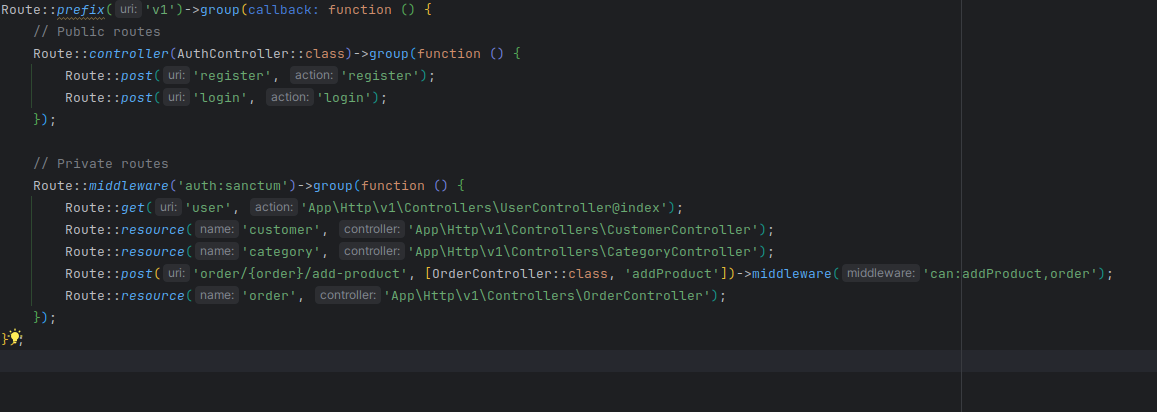 Route::prefix( uri: 'v1')->group(callback: function () {
    // Public routes
    Route::controller(AuthController::class)->group(function () {
        Route::post( uri: 'register', action: 'register');
        Route::post( uri: 'login', action: 'login');
    });

    // Private routes
    Route::middleware('auth:sanctum')->group(function () {
        Route::get( uri: 'user', action: 'App\Http\v1\Controllers\UserController@index');
        Route::resource( name: 'customer', controller: 'App\Http\v1\Controllers\CustomerController');
        Route::resource( name: 'category', controller: 'App\Http\v1\Controllers\CategoryController');
        Route::post( uri: 'order/{order}/add-product', [OrderController::class, 'addProduct'])->middleware( middleware: 'can:addProduct,order');
        Route::resource( name: 'order', controller: 'App\Http\v1\Controllers\OrderController');
    });
});